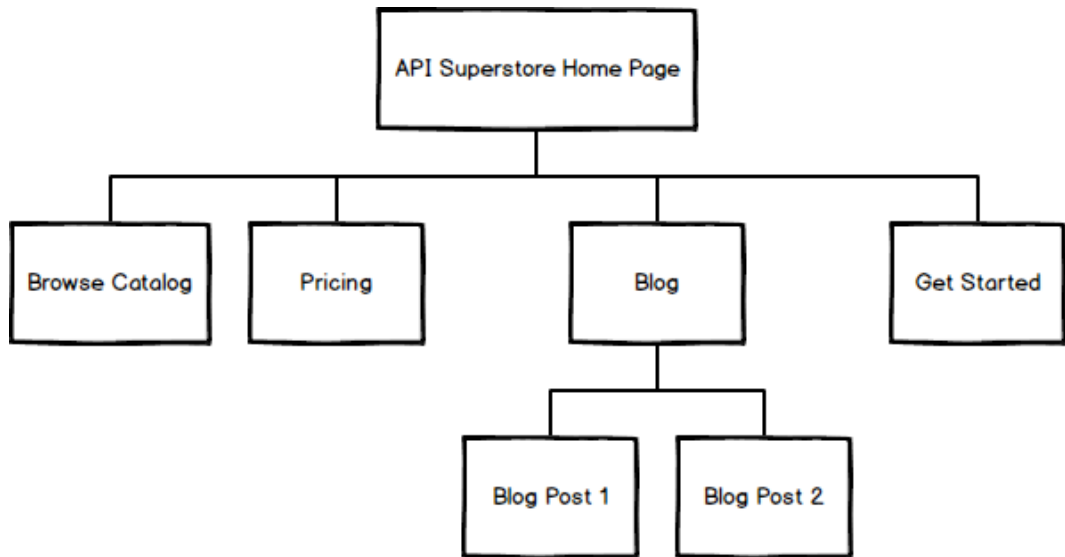 API Superstore Home Page
Browse Catalog
Pricing
Blog
Get Started
Blog Post 1
Blog Post 2